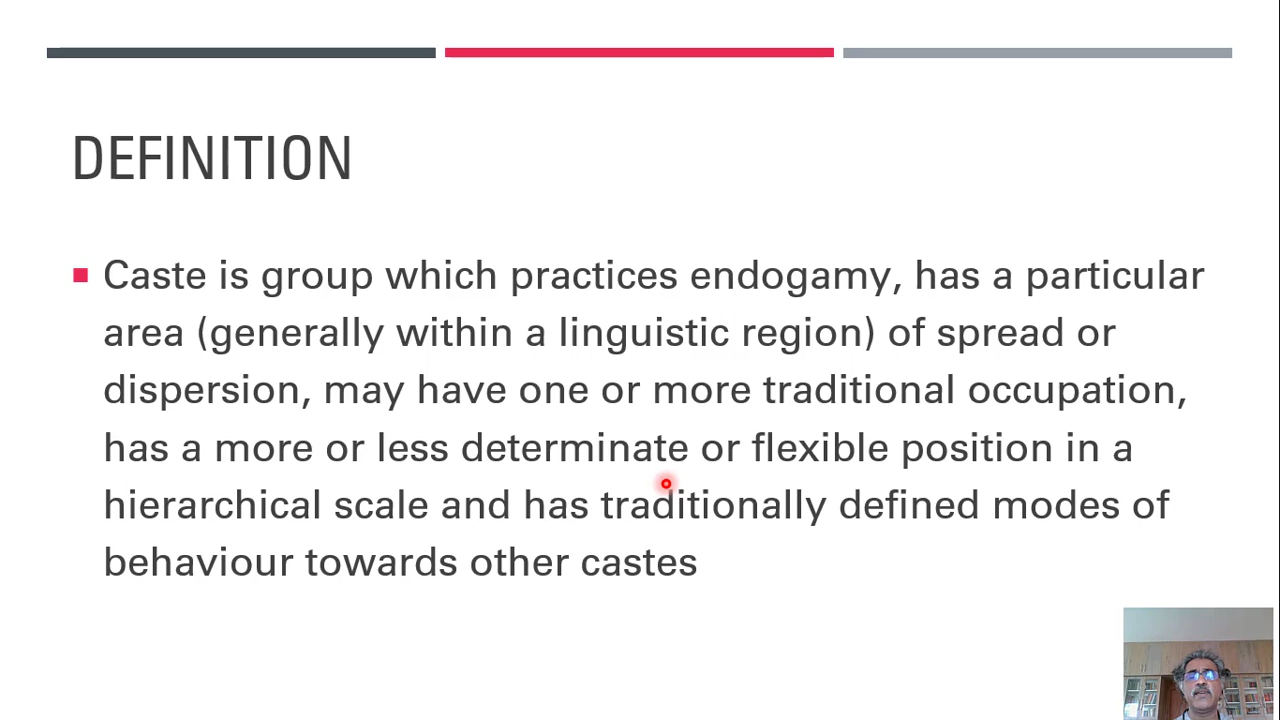 DEFINITION
Caste is group which practices endogamy, has a particular
area (generally within a linguistic region) of spread or
dispersion, may have one or more traditional occupation,
has a more or less determinate or flexible position in a
hierarchical scale and has traditionally defined modes of
behaviour towards other castes